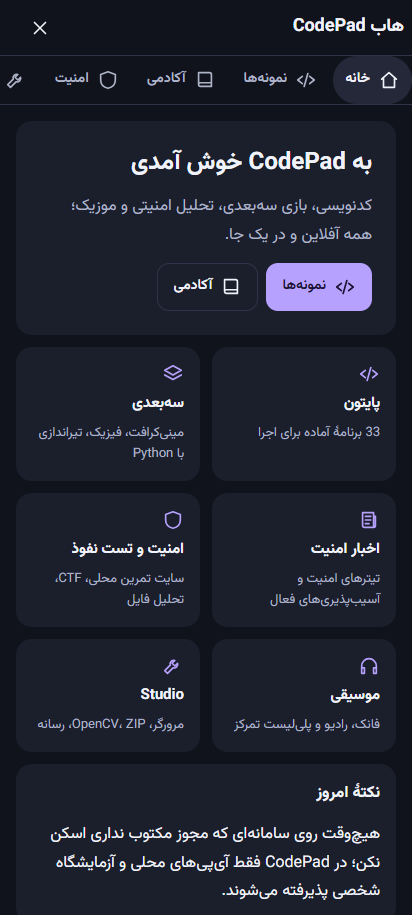 هاب CodePad
خانه
نمونه‌ها
آکادمی
امنیت
به CodePad خوش آمدی
کدنویسی، بازی سه‌بعدی، تحلیل امنیتی و موزیک؛
همه آفلاین و در یک جا.
نمونه‌ها
آکادمی
پایتون
33 برنامهٔ آماده برای اجرا
سه‌بعدی
مینی‌کرافت، فیزیک، تیراندازی
با Python
اخبار امنیت
تیترهای امنیت و
آسیب‌پذیری‌های فعال
امنیت و تست نفوذ
سایت تمرین محلی، CTF،
تحلیل فایل
موسیقی
فانک، رادیو و پلی‌لیست تمرکز
Studio
مرورگر، OpenCV، ZIP، رسانه
نکتهٔ امروز
هیچ‌وقت روی سامانه‌ای که مجوز مکتوب نداری اسکن
نکن؛ در CodePad فقط آی‌پی‌های محلی و آزمایشگاه
شخصی پذیرفته می‌شوند.